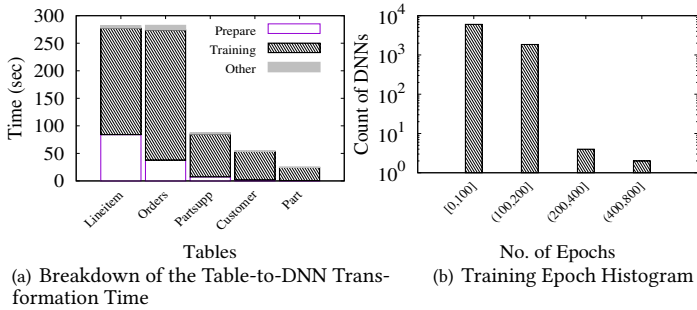 Time (sec)
300
250
200
150
100
50
0
Prepare
Training
Other
Lineitem
Orders
Partsupp
Customer
Part
Tables
(a) Breakdown of the Table-to-DNN Trans-
formation Time
Count of DNNs
10^4
10^3
10^2
10^1
10^0
[0,100]
(100,200]
(200,400]
(400,800]
No. of Epochs
(b) Training Epoch Histogram